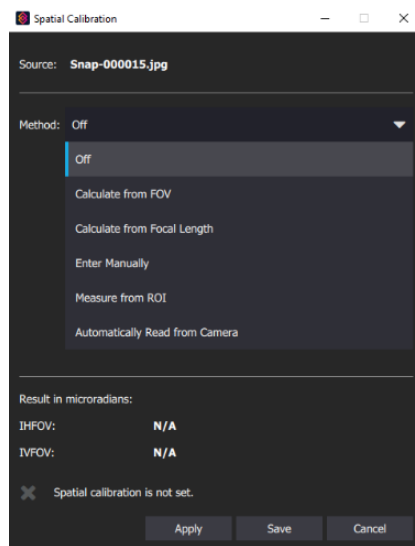 Spatial Calibration
Source: Snap-000015.jpg
Method: Off
Off
Calculate from FOV
Calculate from Focal Length
Enter Manually
Measure from ROI
Automatically Read from Camera
Result in microradians:
IHFOV: N/A
IVFOV: N/A
Spatial calibration is not set.
Apply Save Cancel